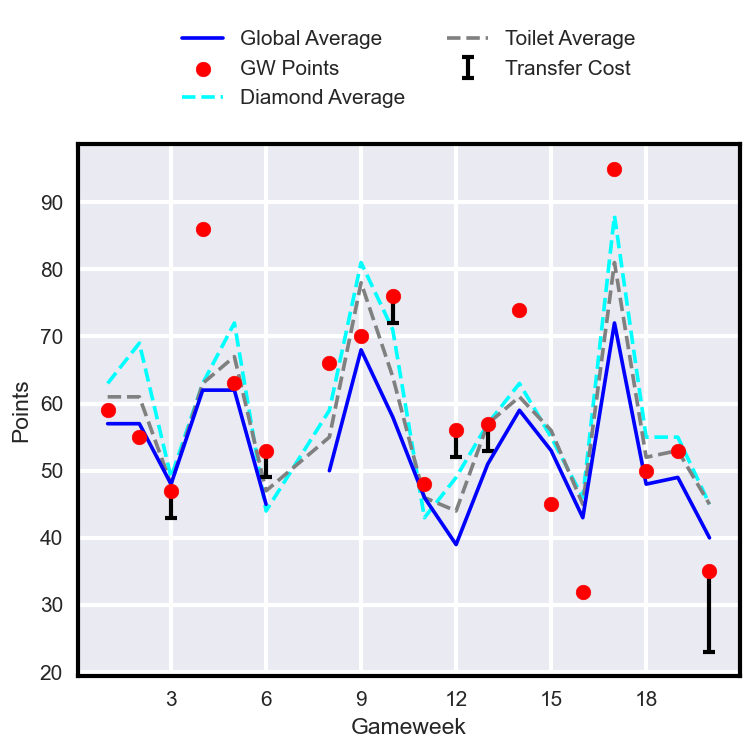 Global Average
GW Points
Diamond Average
Toilet Average
Transfer Cost
Points
90
80
70
60
50
40
30
20
3 6 9 12 15 18
Gameweek